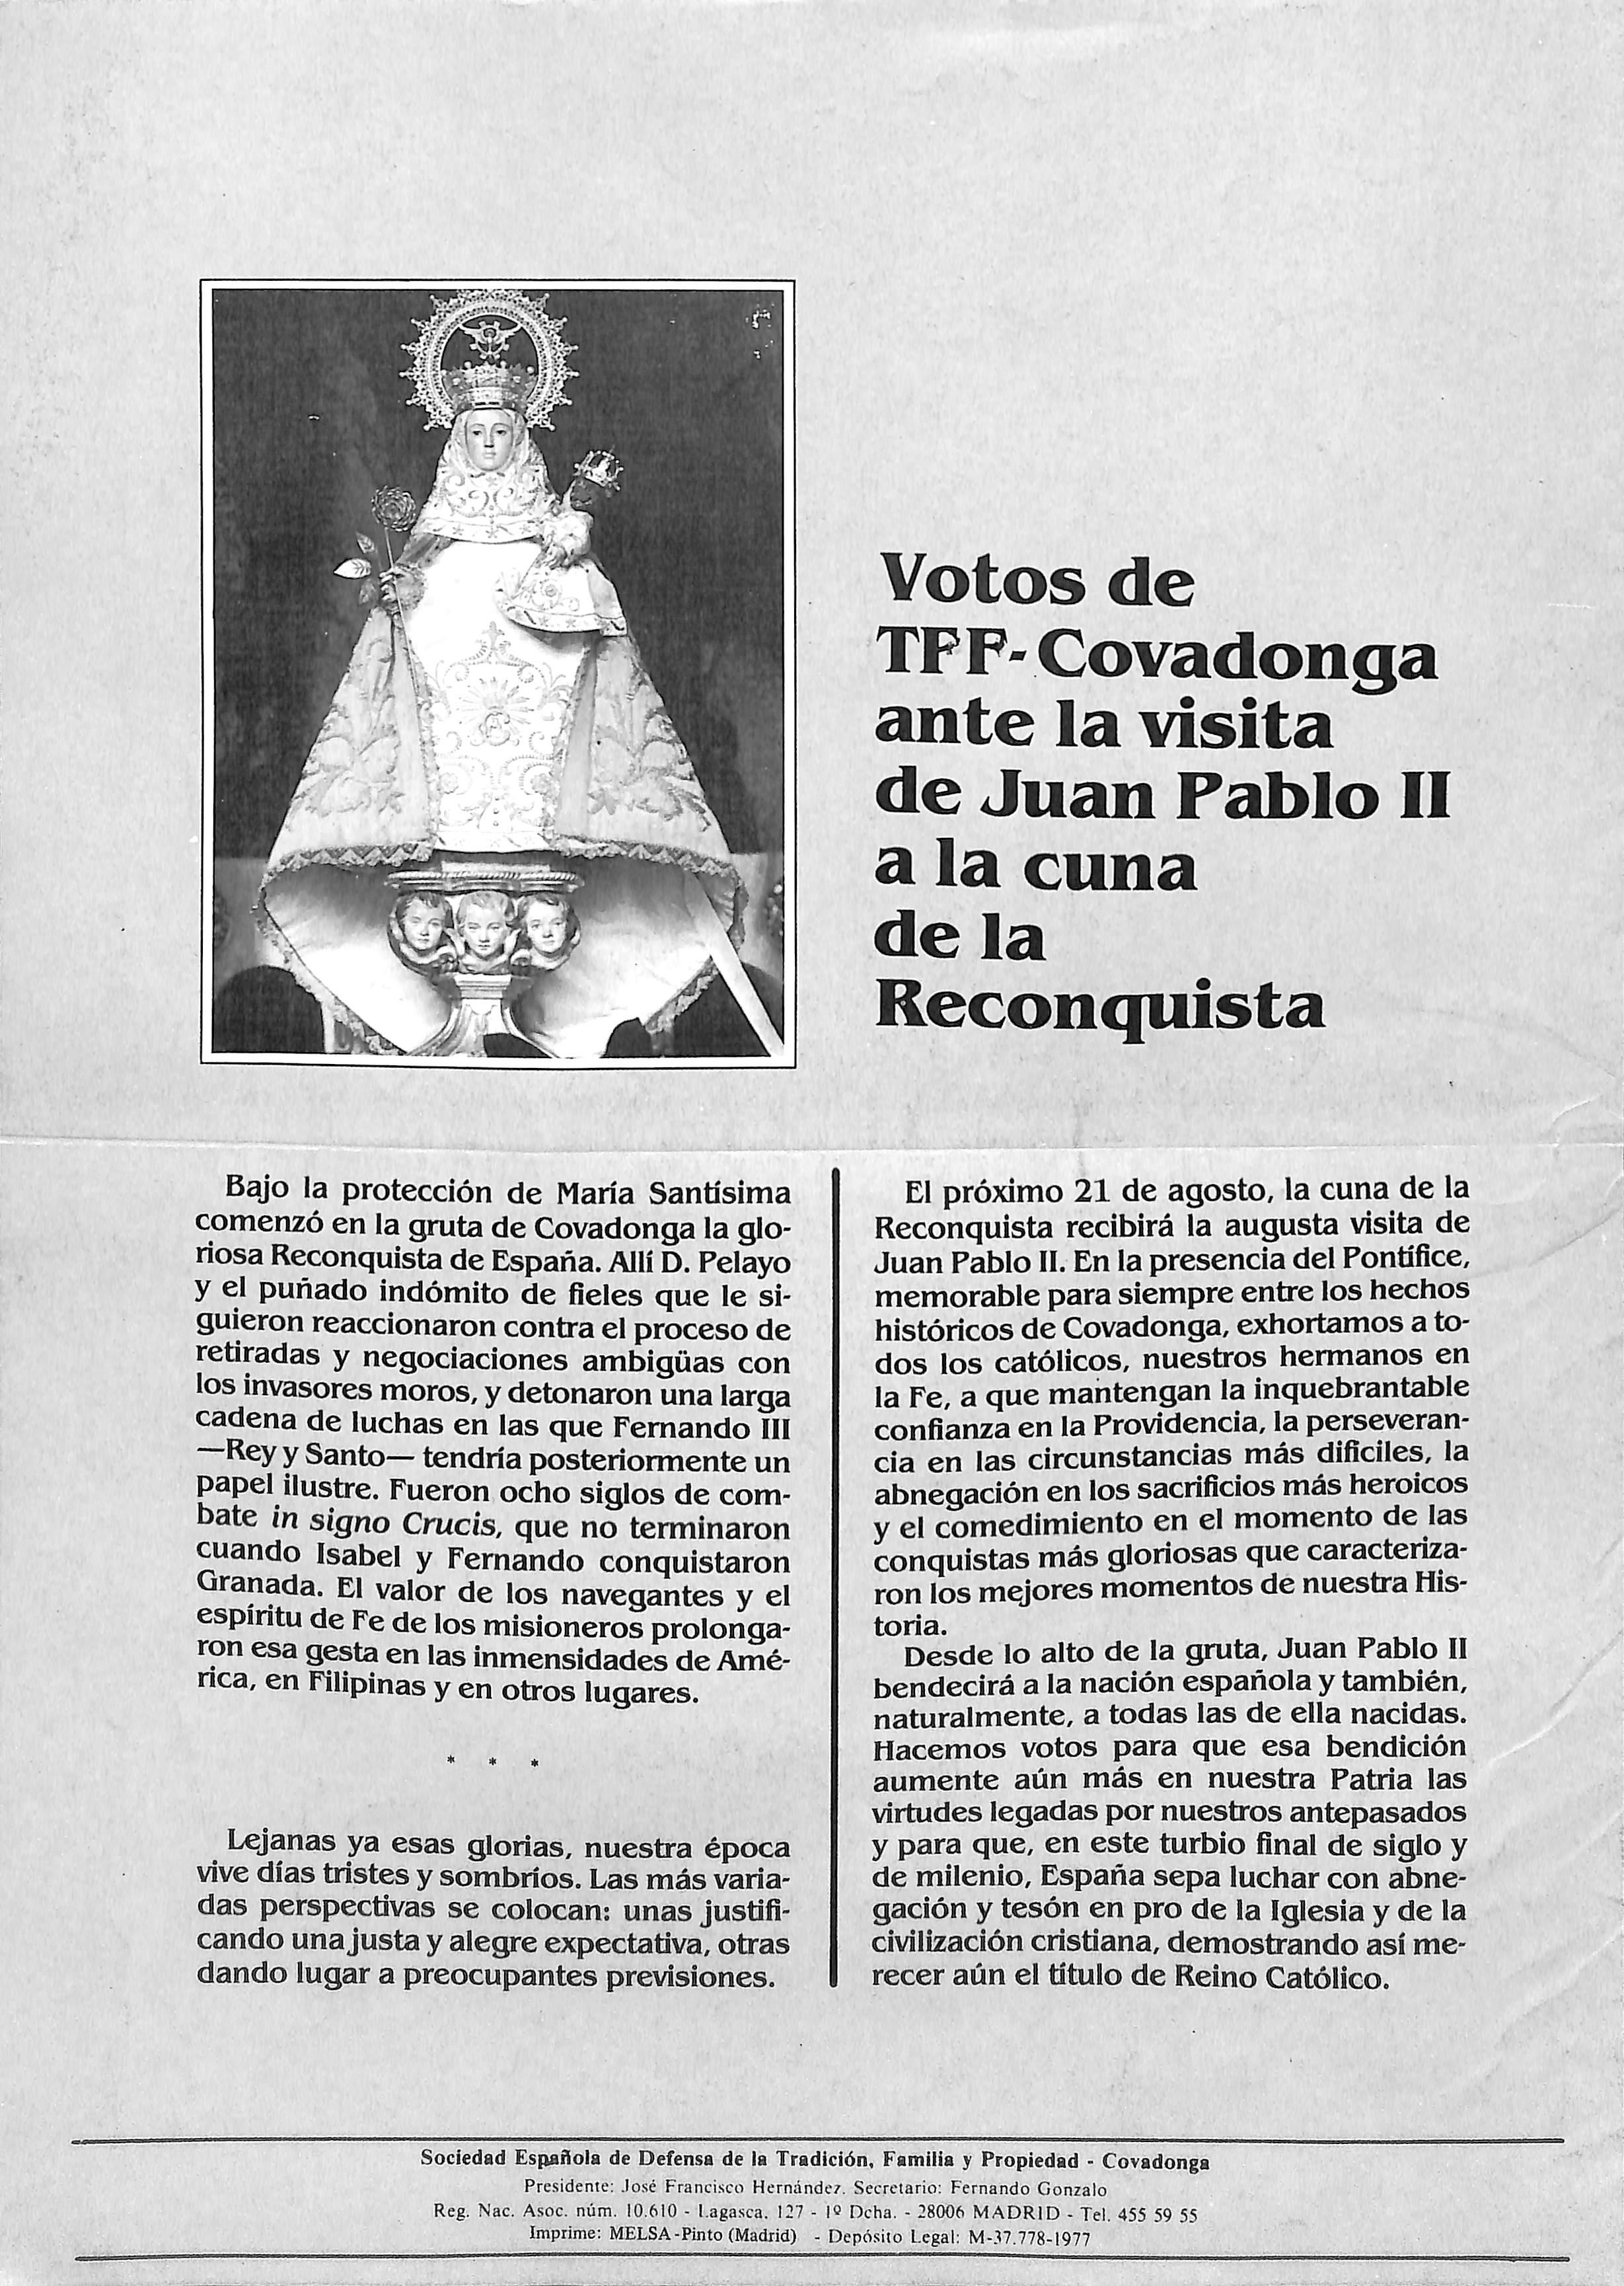 Votos de
TFF-Covadonga
ante la visita
de Juan Pablo II
a la cuna
de la
Reconquista
Bajo la protección de María Santísima
comenzó en la gruta de Covadonga la glo-
riosa Reconquista de España. Allí D. Pelayo
y el puñado indómito de fieles que le si-
guieron reaccionaron contra el proceso de
retiradas y negociaciones ambigüas con
los invasores moros, y detonaron una larga
cadena de luchas en las que Fernando III
—Rey y Santo— tendría posteriormente un
papel ilustre. Fueron ocho siglos de com-
bate in signo Crucis, que no terminaron
cuando Isabel y Fernando conquistaron
Granada. El valor de los navegantes y el
espíritu de Fe de los misioneros prolonga-
ron esa gesta en las inmensidades de Amé-
rica, en Filipinas y en otros lugares.
* * *
Lejanas ya esas glorias, nuestra época
vive días tristes y sombríos. Las más varia-
das perspectivas se colocan: unas justifi-
cando una justa y alegre expectativa, otras
dando lugar a preocupantes previsiones.
El próximo 21 de agosto, la cuna de la
Reconquista recibirá la augusta visita de
Juan Pablo II. En la presencia del Pontífice,
memorable para siempre entre los hechos
históricos de Covadonga, exhortamos a to-
dos los católicos, nuestros hermanos en
la Fe, a que mantengan la inquebrantable
confianza en la Providencia, la perseveran-
cia en las circunstancias más difíciles, la
abnegación en los sacrificios más heroicos
y el comedimiento en el momento de las
conquistas más gloriosas que caracteriza-
ron los mejores momentos de nuestra His-
toria.
Desde lo alto de la gruta, Juan Pablo II
bendecirá a la nación española y también,
naturalmente, a todas las de ella nacidas.
Hacemos votos para que esa bendición
aumente aún más en nuestra Patria las
virtudes legadas por nuestros antepasados
y para que, en este turbio final de siglo y
de milenio, España sepa luchar con abne-
gación y tesón en pro de la Iglesia y de la
civilización cristiana, demostrando así me-
recer aún el título de Reino Católico.
Sociedad Española de Defensa de la Tradición, Familia y Propiedad - Covadonga
Presidente: José Francisco Hernández. Secretario: Fernando Gonzalo
Reg. Nac. Asoc. núm. 10.610 - Lagasca, 127 - 1º Dcha. - 28006 MADRID - Tel. 455 59 55
Imprime: MELSA-Pinto (Madrid) - Depósito Legal: M-37.778-1977